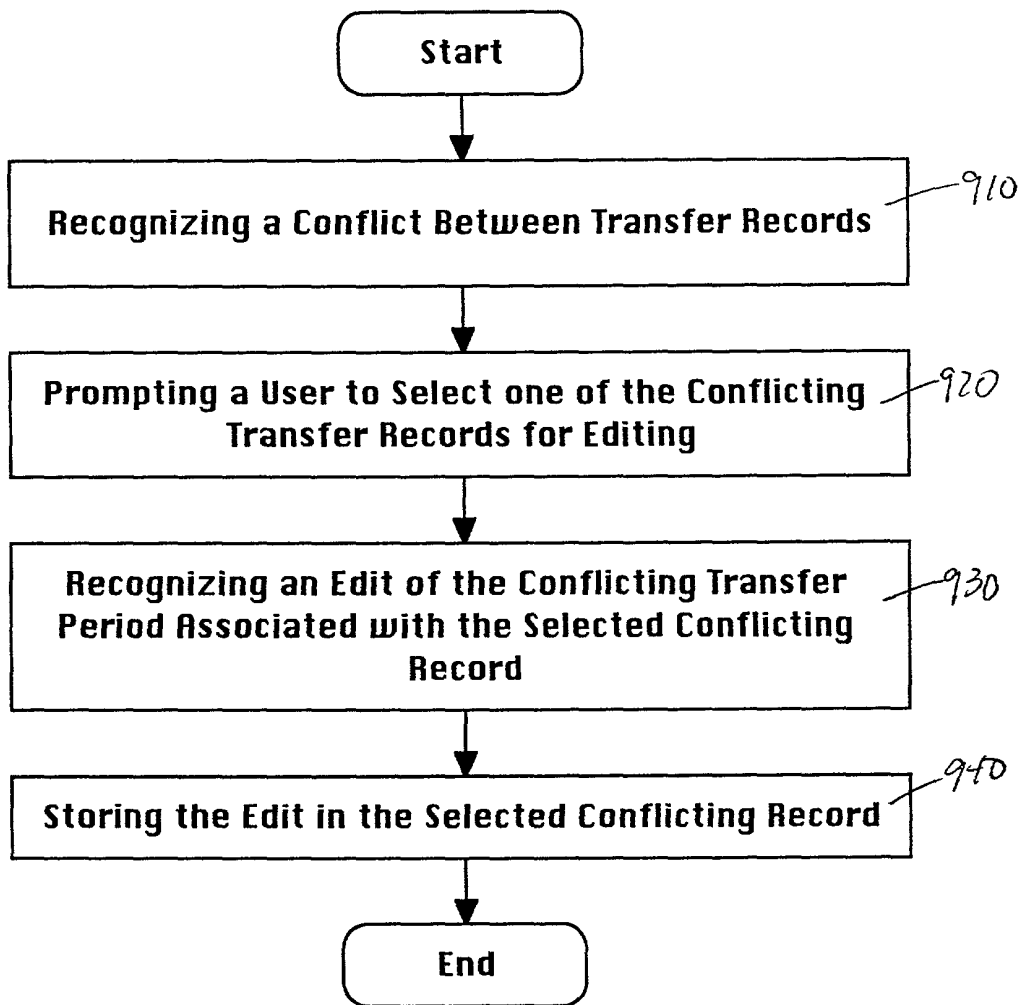 Start
Recognizing a Conflict Between Transfer Records
910
Prompting a User to Select one of the Conflicting
Transfer Records for Editing
920
Recognizing an Edit of the Conflicting Transfer
Period Associated with the Selected Conflicting
Record
930
Storing the Edit in the Selected Conflicting Record
940
End